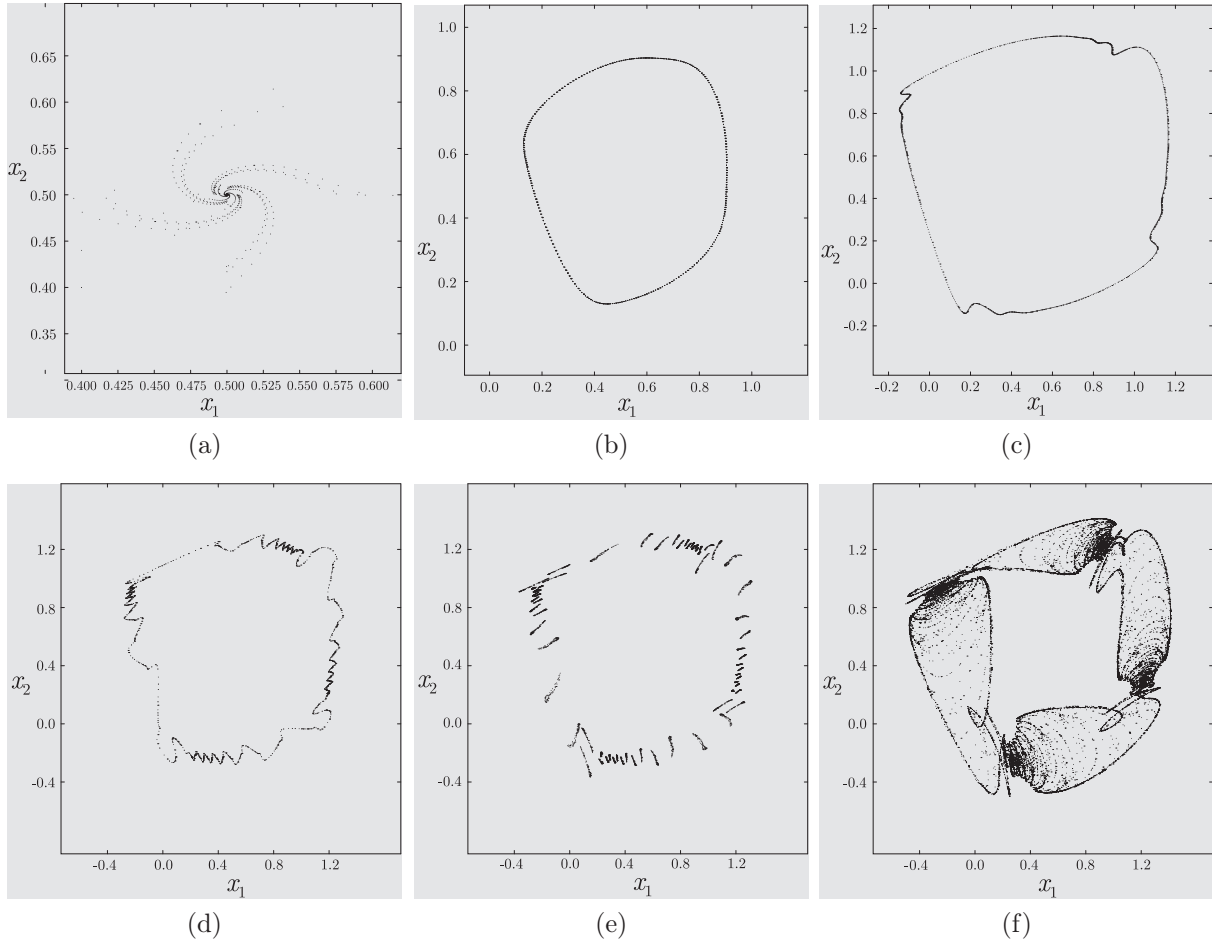 0.65
0.60
0.55
x₂
0.50
0.45
0.40
0.35
0.400 0.425 0.450 0.475 0.500 0.525 0.550 0.575 0.600
x₁
(a)
1.0
0.8
0.6
0.4
x₂
0.2
0.0
0.0 0.2 0.4 0.6 0.8 1.0
x₁
(b)
1.2
1.0
0.8
0.6
0.4
0.2
x₂
0.0
-0.2
-0.2 0.0 0.2 0.4 0.6 0.8 1.0 1.2
x₁
(c)
1.2
0.8
0.4
x₂
0.0
-0.4
-0.4 0.0 0.4 0.8 1.2
x₁
(d)
1.2
0.8
0.4
x₂
0.0
-0.4
0.0 0.4 0.8 1.2
x₁
(e)
1.2
0.8
0.4
x₂
0.0
-0.4
-0.4 0.0 0.4 0.8 1.2
x₁
(f)